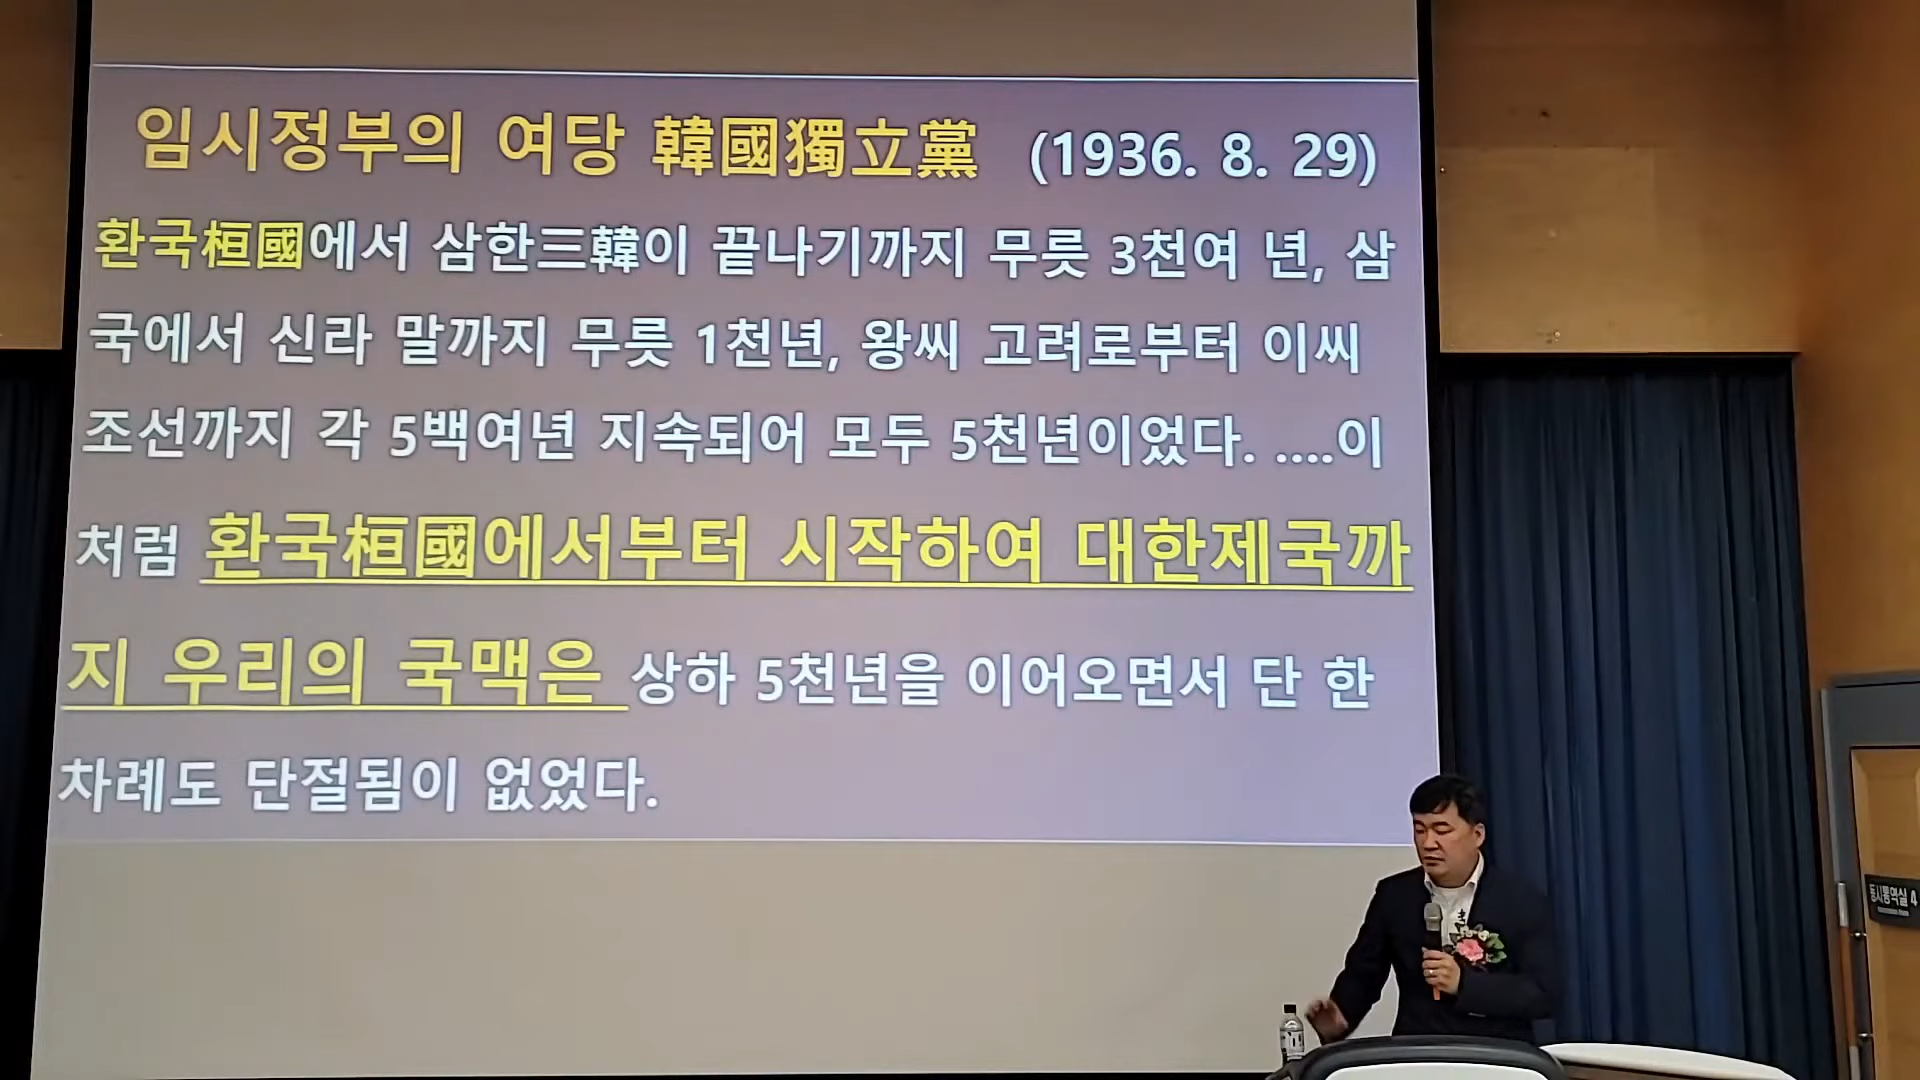 임시정부의 여당 韓國獨立黨 (1936. 8. 29)
환국桓國에서 삼한三韓이 끝나기까지 무릇 3천여 년, 삼
국에서 신라 말까지 무릇 1천년, 왕씨 고려로부터 이씨
조선까지 각 5백여년 지속되어 모두 5천년이었다. ....이
처럼 환국桓國에서부터 시작하여 대한제국까
지 우리의 국맥은 상하 5천년을 이어오면서 단 한
차례도 단절됨이 없었다.
동시통역실 4